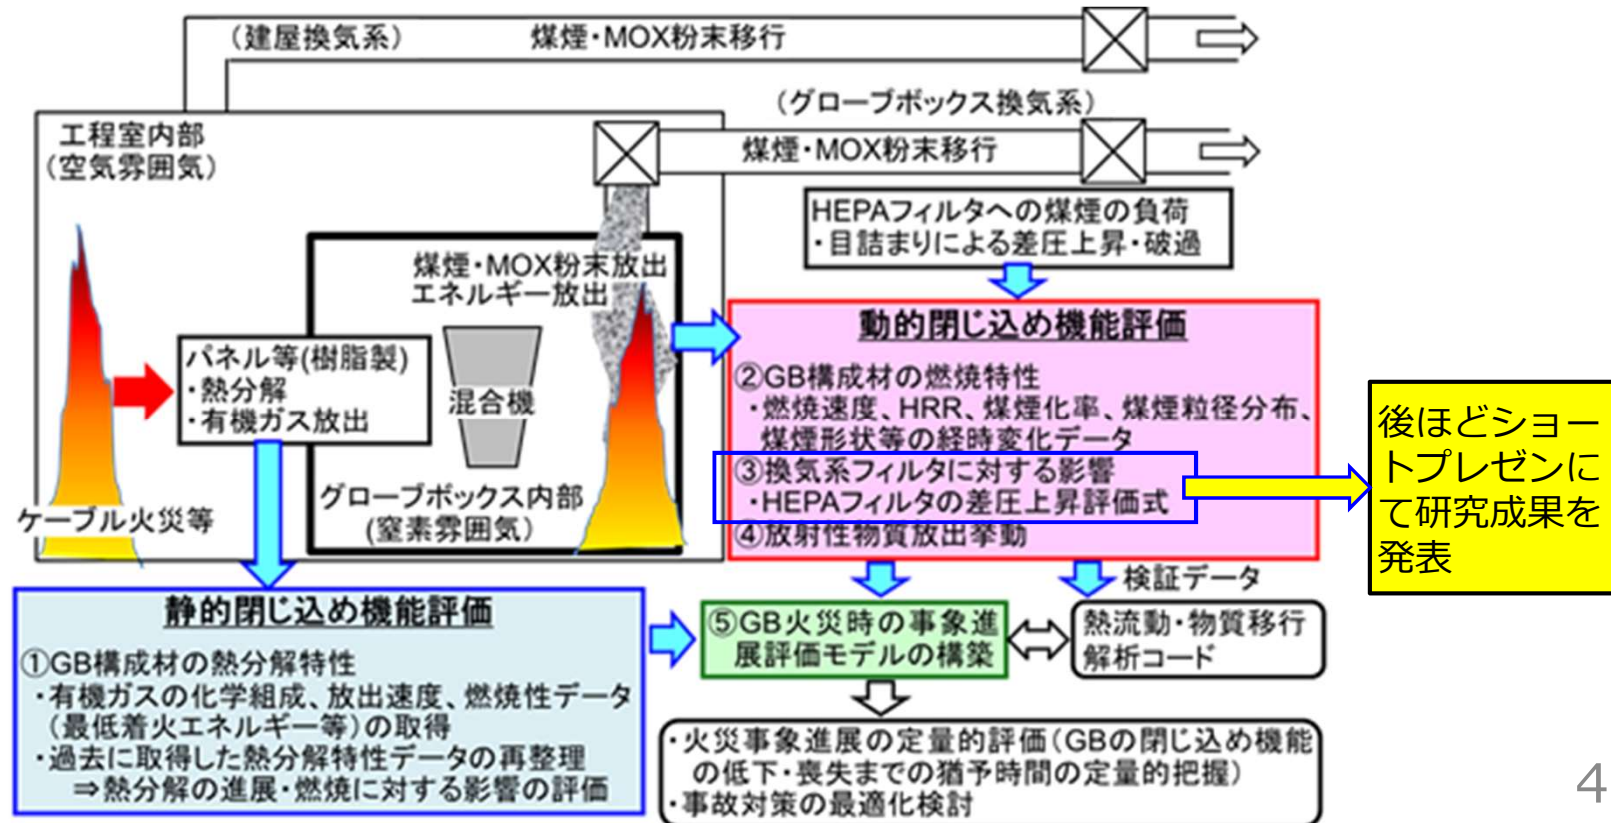 (建屋換気系) 煤煙・MOX粉末移行
(グローブボックス換気系)
煤煙・MOX粉末移行
工程室内部
(空気雰囲気)
HEPAフィルタへの煤煙の負荷
・目詰まりによる差圧上昇・破過
煤煙・MOX粉末放出
エネルギー放出
パネル等(樹脂製)
・熱分解
・有機ガス放出
混合機
グローブボックス内部
(窒素雰囲気)
ケーブル火災等
動的閉じ込め機能評価
②GB構成材の燃焼特性
・燃焼速度、HRR、煤煙化率、煤煙粒径分布、
煤煙形状等の経時変化データ
③換気系フィルタに対する影響
・HEPAフィルタの差圧上昇評価式
④放射性物質放出挙動
後ほどショー
トプレゼンに
て研究成果を
発表
検証データ
静的閉じ込め機能評価
①GB構成材の熱分解特性
・有機ガスの化学組成、放出速度、燃焼性データ
(最低着火エネルギー等)の取得
・過去に取得した熱分解特性データの再整理
⇒熱分解の進展・燃焼に対する影響の評価
⑤GB火災時の事象進
展評価モデルの構築
熱流動・物質移行
解析コード
・火災事象進展の定量的評価(GBの閉じ込め機能
の低下・喪失までの猶予時間の定量的把握)
・事故対策の最適化検討
4